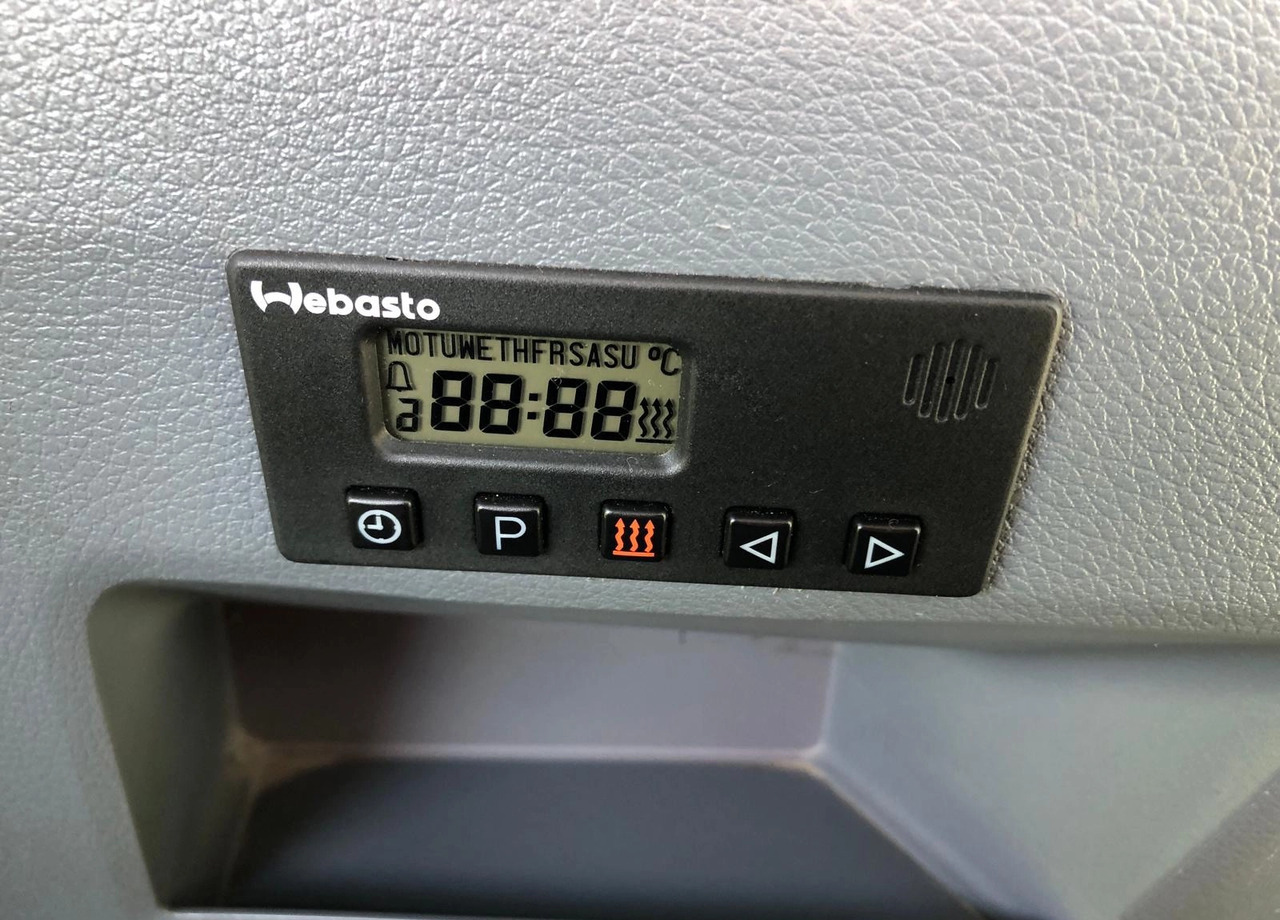 Webasto
MOTUWETHFRSASU °C
a 88:88
P